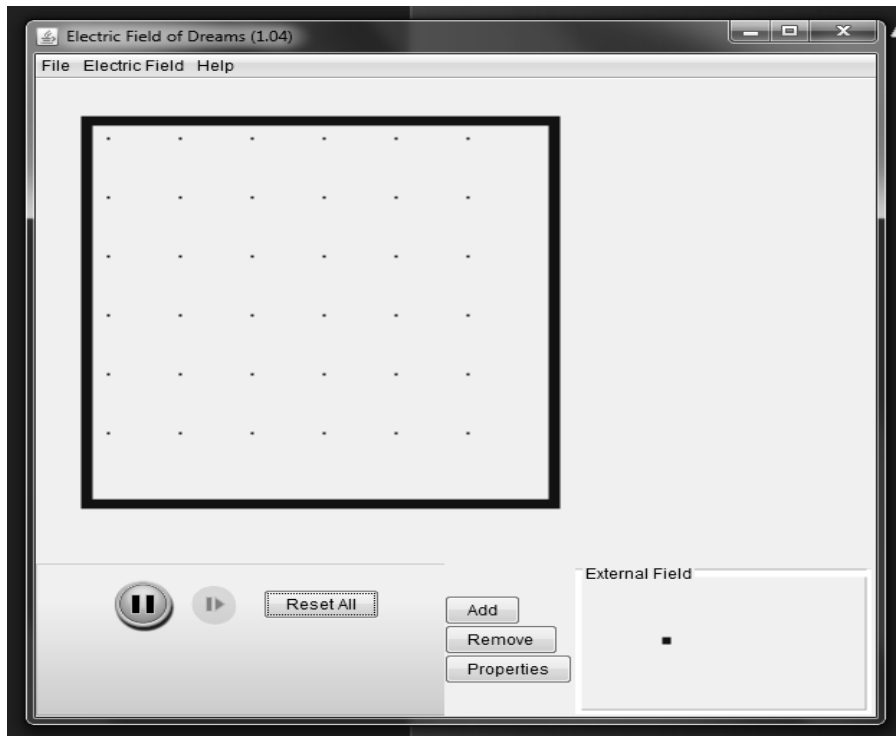 Electric Field of Dreams (1.04)
File Electric Field Help
External Field
Reset All
Add
Remove
Properties